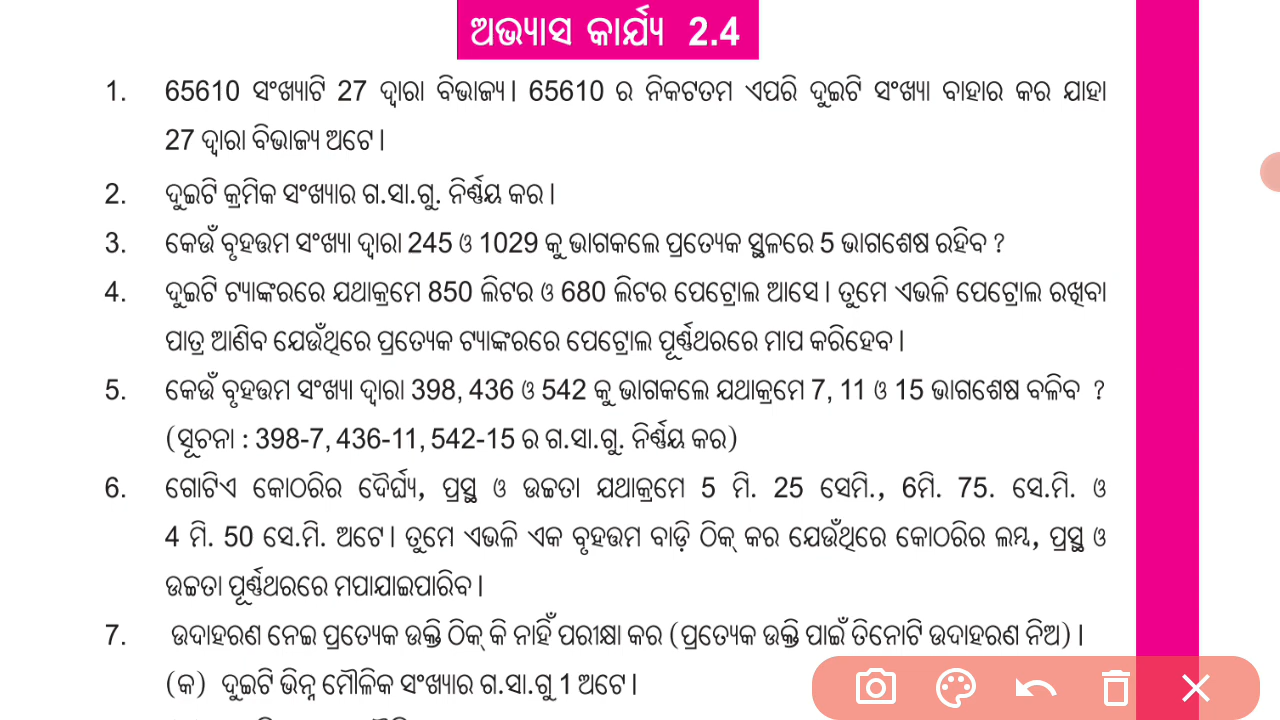 ଅଭ୍ୟାସ କାର୍ଯ୍ୟ 2.4
1. 65610 ସଂଖ୍ୟାଟି 27 ଦ୍ୱାରା ବିଭାଜ୍ୟ। 65610 ର ନିକଟତମ ଏପରି ଦୁଇଟି ସଂଖ୍ୟା ବାହାର କର ଯାହା
27 ଦ୍ୱାରା ବିଭାଜ୍ୟ ଅଟେ।
2. ଦୁଇଟି କ୍ରମିକ ସଂଖ୍ୟାର ଗ.ସା.ଗୁ. ନିର୍ଣ୍ଣୟ କର।
3. କେଉଁ ବୃହତ୍ତମ ସଂଖ୍ୟା ଦ୍ୱାରା 245 ଓ 1029 କୁ ଭାଗକଲେ ପ୍ରତ୍ୟେକ ସ୍ଥଳରେ 5 ଭାଗଶେଷ ରହିବ ?
4. ଦୁଇଟି ଟ୍ୟାଙ୍କରରେ ଯଥାକ୍ରମେ 850 ଲିଟର ଓ 680 ଲିଟର ପେଟ୍ରୋଲ ଆସେ। ତୁମେ ଏଭଳି ପେଟ୍ରୋଲ ରଖିବା
ପାତ୍ର ଆଣିବ ଯେଉଁଥିରେ ପ୍ରତ୍ୟେକ ଟ୍ୟାଙ୍କରରେ ପେଟ୍ରୋଲ ପୂର୍ଣ୍ଣଥରରେ ମାପ କରିହେବ।
5. କେଉଁ ବୃହତ୍ତମ ସଂଖ୍ୟା ଦ୍ୱାରା 398, 436 ଓ 542 କୁ ଭାଗକଲେ ଯଥାକ୍ରମେ 7, 11 ଓ 15 ଭାଗଶେଷ ବଳିବ ?
(ସୂଚନା : 398-7, 436-11, 542-15 ର ଗ.ସା.ଗୁ. ନିର୍ଣ୍ଣୟ କର)
6. ଗୋଟିଏ କୋଠରିର ଦୈର୍ଘ୍ୟ, ପ୍ରସ୍ଥ ଓ ଉଚ୍ଚତା ଯଥାକ୍ରମେ 5 ମି. 25 ସେମି., 6ମି. 75. ସେ.ମି. ଓ
4 ମି. 50 ସେ.ମି. ଅଟେ। ତୁମେ ଏଭଳି ଏକ ବୃହତ୍ତମ ବାଡ଼ି ଠିକ୍ କର ଯେଉଁଥିରେ କୋଠରିର ଲମ୍ବ, ପ୍ରସ୍ଥ ଓ
ଉଚ୍ଚତା ପୂର୍ଣ୍ଣଥରରେ ମପାଯାଇପାରିବ।
7. ଉଦାହରଣ ନେଇ ପ୍ରତ୍ୟେକ ଉକ୍ତି ଠିକ୍ କି ନାହିଁ ପରୀକ୍ଷା କର (ପ୍ରତ୍ୟେକ ଉକ୍ତି ପାଇଁ ତିନୋଟି ଉଦାହରଣ ନିଅ)।
(କ) ଦୁଇଟି ଭିନ୍ନ ମୌଳିକ ସଂଖ୍ୟାର ଗ.ସା.ଗୁ 1 ଅଟେ।